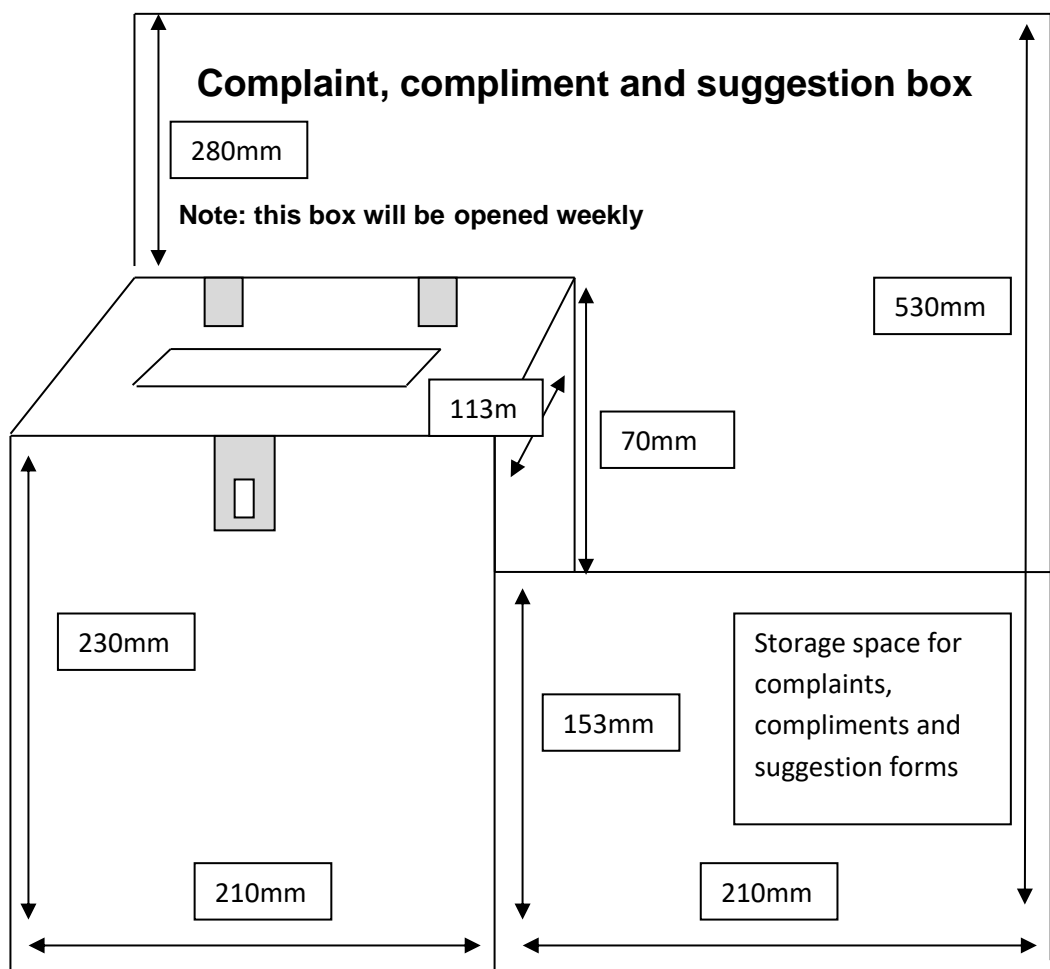 Complaint, compliment and suggestion box
280mm
Note: this box will be opened weekly
530mm
113m
70mm
230mm
153mm
Storage space for
complaints,
compliments and
suggestion forms
210mm
210mm